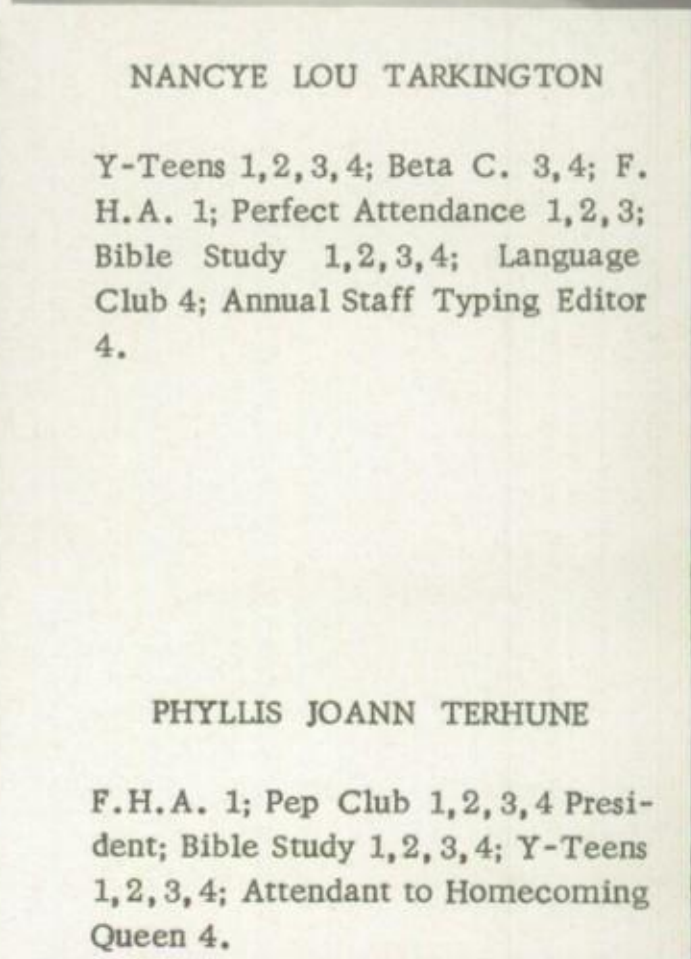 NANCYE LOU TARKINGTON
Y-Teens 1,2,3,4; Beta C. 3,4; F.
H.A. 1; Perfect Attendance 1,2,3;
Bible Study 1,2,3,4; Language
Club 4; Annual Staff Typing Editor
4.
PHYLLIS JOANN TERHUNE
F.H.A. 1; Pep Club 1,2,3,4 Presi-
dent; Bible Study 1,2,3,4; Y-Teens
1,2,3,4; Attendant to Homecoming
Queen 4.